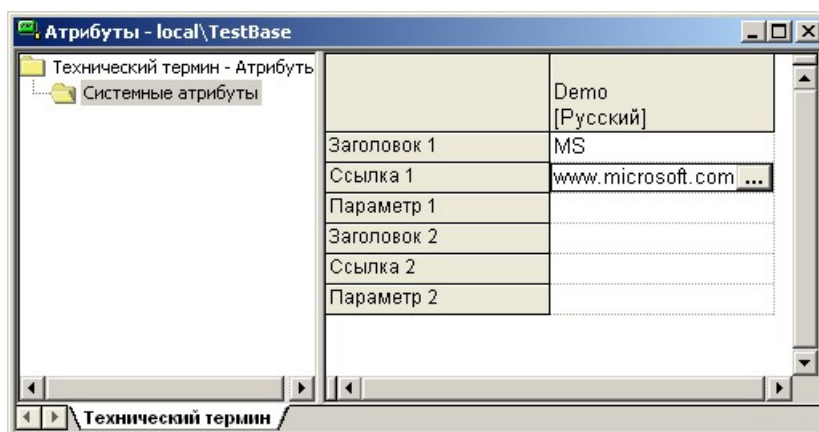 Атрибуты - local\TestBase
Технический термин - Атрибуть
Системные атрибуты
Demo
[Русский]
Заголовок 1
MS
Ссылка 1
www.microsoft.com ...
Параметр 1
Заголовок 2
Ссылка 2
Параметр 2
Технический термин